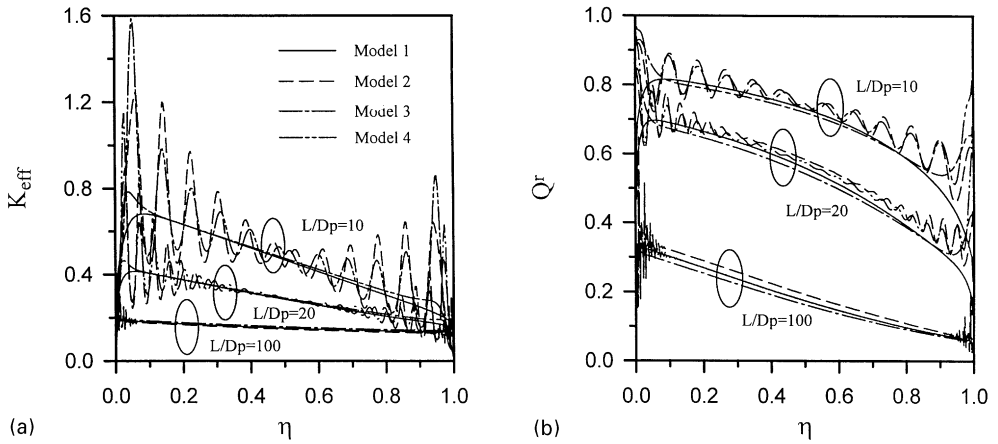 1.6
1.2
0.8
0.4
0.0
K_eff
Model 1
Model 2
Model 3
Model 4
L/Dp=10
L/Dp=20
L/Dp=100
0.0 0.2 0.4 0.6 0.8 1.0
η
(a)
1.0
0.8
0.6
0.4
0.2
0.0
Q^r
L/Dp=10
L/Dp=20
L/Dp=100
0.0 0.2 0.4 0.6 0.8 1.0
η
(b)